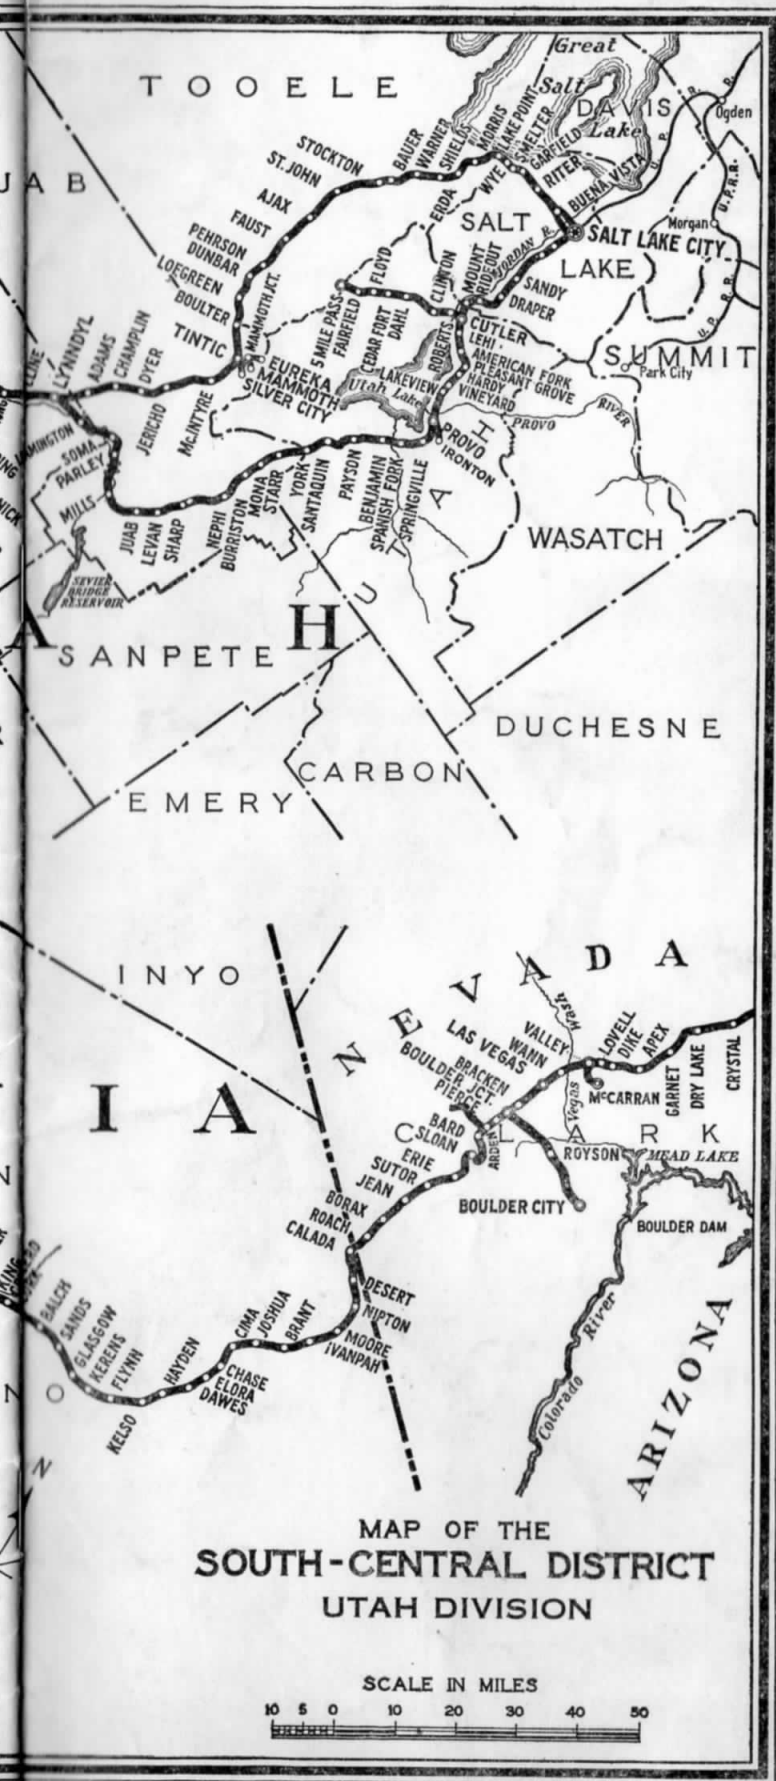 Great
Salt
Lake
TOOELE
DAVIS
Ogden
U. P. R. R.
JAB
STOCKTON
ST. JOHN
BAUER
WARNER
SHIELDS
MORRIS
LAKE POINT
SMELTER
GARFIELD
RITER
BUENA VISTA
ERDA
WYE
AJAX
FAUST
PEHRSON
DUNBAR
LOFGREEN
BOULTER
TINTIC
MAMMOTH JCT.
SALT
LAKE
JORDAN R.
SALT LAKE CITY
Morgan
U.P.R.R.
U.P. R.R.
FLOYD
CLINTON
MOUNT
RIDEOUT
SANDY
DRAPER
5 MILE PASS
FAIRFIELD
CEDAR FORT
DAHL
ROBERTS
CUTLER
LEHI
AMERICAN FORK
PLEASANT GROVE
HARDY
VINEYARD
SUMMIT
Park City
LYNNDYL
ADAMS
CHAMPLIN
DYER
EUREKA
MAMMOTH
SILVER CITY
Utah Lake
LAKEVIEW
PROVO RIVER
JERICHO
McINTYRE
SOMA
PARLEY
MILLS
PROVO
IRONTON
JUAB
LEVAN
SHARP
NEPHI
BURRISTON
MONA
STARR
YORK
SANTAQUIN
PAYSON
BENJAMIN
SPANISH FORK
SPRINGVILLE
UTAH
WASATCH
SEVIER
BRIDGE
RESERVOIR
A H
SANPETE
DUCHESNE
CARBON
EMERY
INYO
NEVADA
I A
LAS VEGAS
VALLEY
WANN
Vegas Wash
LOVELL
DIKE
APEX
BRACKEN
BOULDER JCT.
PIERCE
McCARRAN
GARNET
DRY LAKE
CRYSTAL
BARD
SLOAN
ARDEN
CLARK
ROYSON
MEAD LAKE
ERIE
SUTOR
JEAN
BORAX
ROACH
CALADA
BOULDER CITY
BOULDER DAM
DESERT
NIPTON
MOORE
IVANPAH
BALCH
SANDS
GLASGOW
KERENS
FLYNN
KELSO
HAYDEN
CIMA
JOSHUA
BRANT
CHASE
ELORA
DAWES
N O
N
Colorado River
ARIZONA
MAP OF THE
SOUTH-CENTRAL DISTRICT
UTAH DIVISION
SCALE IN MILES
10 5 0 10 20 30 40 50